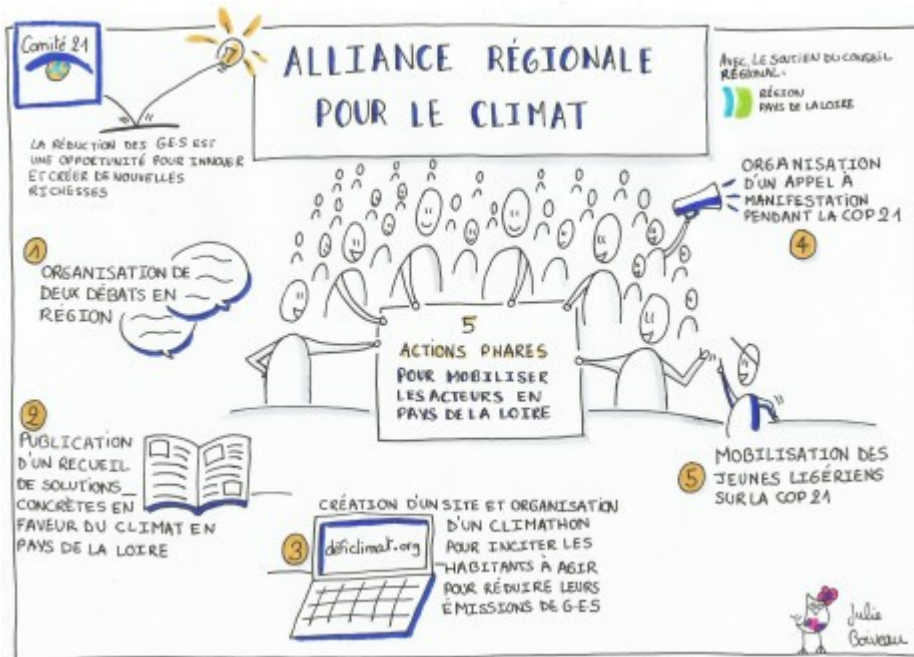 Comité 21
ALLIANCE RÉGIONALE
POUR LE CLIMAT
AVEC LE SOUTIEN DU CONSEIL
RÉGIONAL.
RÉGION
PAYS DE LA LOIRE
LA RÉDUCTION DES G.E.S EST
UNE OPPORTUNITÉ POUR INNOVER
ET CRÉER DE NOUVELLES
RICHESSES
1
ORGANISATION DE
DEUX DÉBATS EN
RÉGION
2
PUBLICATION
D'UN RECUEIL
DE SOLUTIONS
CONCRÈTES EN
FAVEUR DU CLIMAT EN
PAYS DE LA LOIRE
5
ACTIONS PHARES
POUR MOBILISER
LES ACTEURS EN
PAYS DE LA LOIRE
3
CRÉATION D'UN SITE ET ORGANISATION
D'UN CLIMATHON
POUR INCITER LES
HABITANTS À AGIR
POUR RÉDUIRE LEURS
ÉMISSIONS DE G.E.S
déficlimat.org
ORGANISATION
D'UN APPEL À
MANIFESTATION
PENDANT LA COP 21
4
5
MOBILISATION DES
JEUNES LIGÉRIENS
SUR LA COP 21
Julie
Boiveau